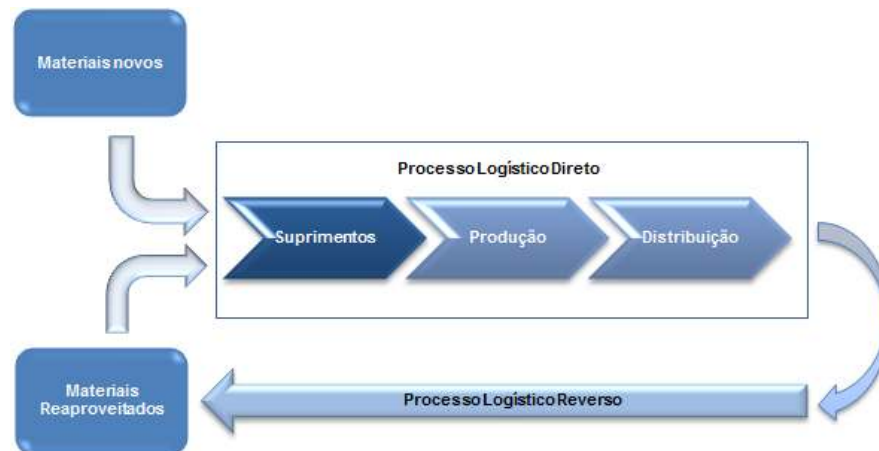 Materiais novos
Processo Logístico Direto
Suprimentos
Produção
Distribuição
Materiais
Reaproveitados
Processo Logístico Reverso